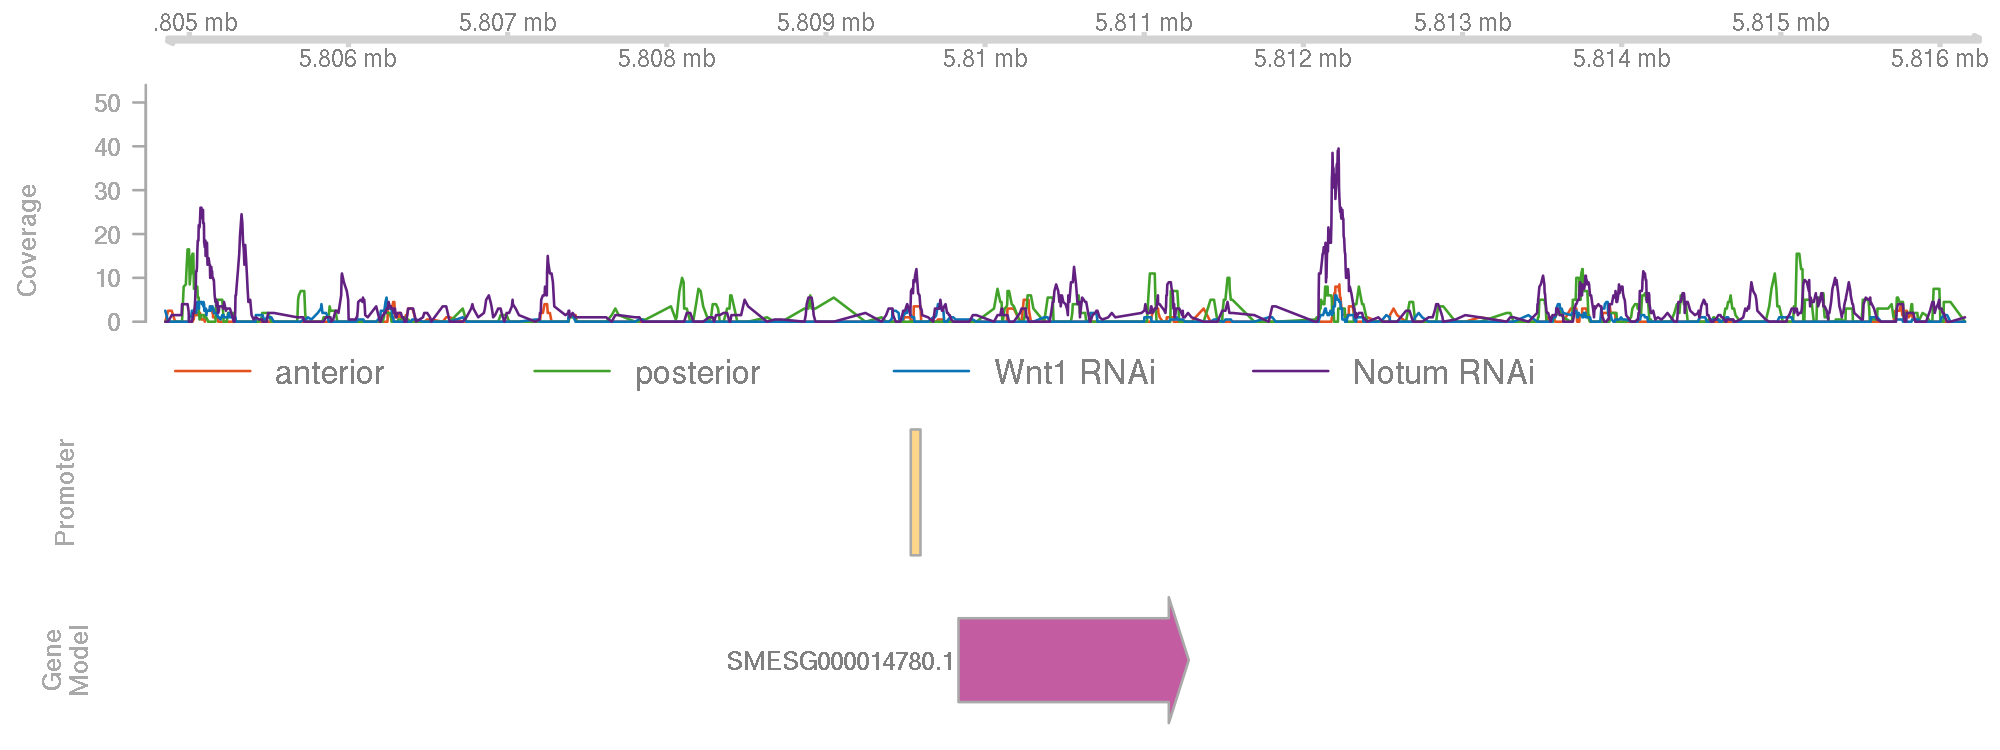 .805 mb 5.807 mb 5.809 mb 5.811 mb 5.813 mb 5.815 mb
5.806 mb 5.808 mb 5.81 mb 5.812 mb 5.814 mb 5.816 mb
Coverage
50
40
30
20
10
0
anterior posterior Wnt1 RNAi Notum RNAi
Promoter
Gene
Model
SMESG000014780.1